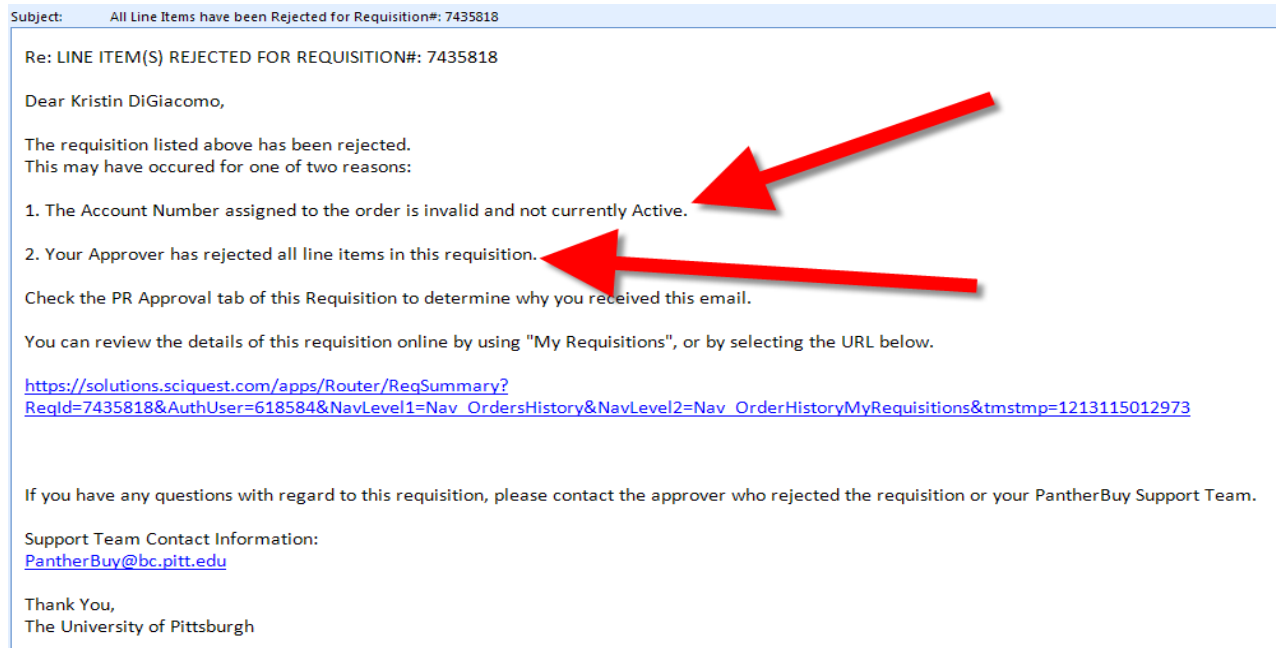 Subject: All Line Items have been Rejected for Requisition#: 7435818
Re: LINE ITEM(S) REJECTED FOR REQUISITION#: 7435818
Dear Kristin DiGiacomo,
The requisition listed above has been rejected.
This may have occured for one of two reasons:
1. The Account Number assigned to the order is invalid and not currently Active.
2. Your Approver has rejected all line items in this requisition.
Check the PR Approval tab of this Requisition to determine why you received this email.
You can review the details of this requisition online by using "My Requisitions", or by selecting the URL below.
https://solutions.sciquest.com/apps/Router/ReqSummary?
ReqId=7435818&AuthUser=618584&NavLevel1=Nav_OrdersHistory&NavLevel2=Nav_OrderHistoryMyRequisitions&tmstmp=1213115012973
If you have any questions with regard to this requisition, please contact the approver who rejected the requisition or your PantherBuy Support Team.
Support Team Contact Information:
PantherBuy@bc.pitt.edu
Thank You,
The University of Pittsburgh